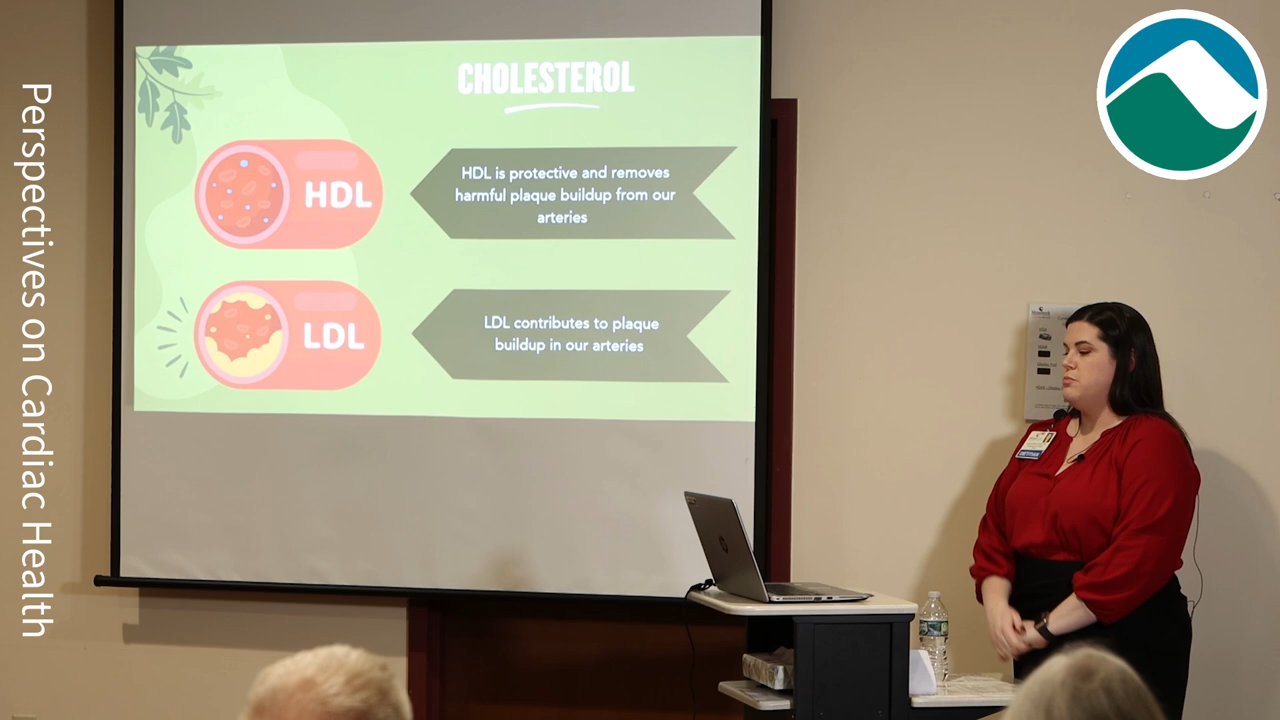 Perspectives on Cardiac Health
CHOLESTEROL
HDL
HDL is protective and removes
harmful plaque buildup from our
arteries
LDL
LDL contributes to plaque
buildup in our arteries